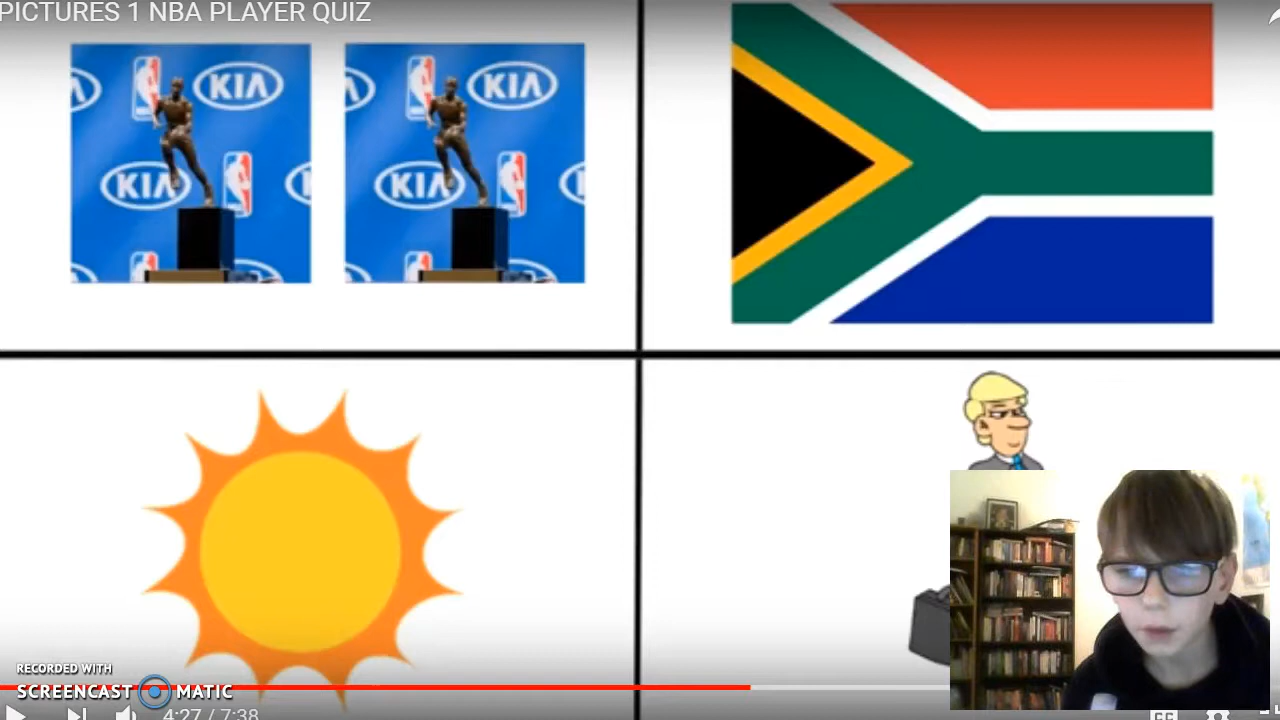 PICTURES 1 NBA PLAYER QUIZ
KIA
KIA
KIA
KIA
RECORDED WITH
SCREENCAST MATIC
4:27 / 7:38